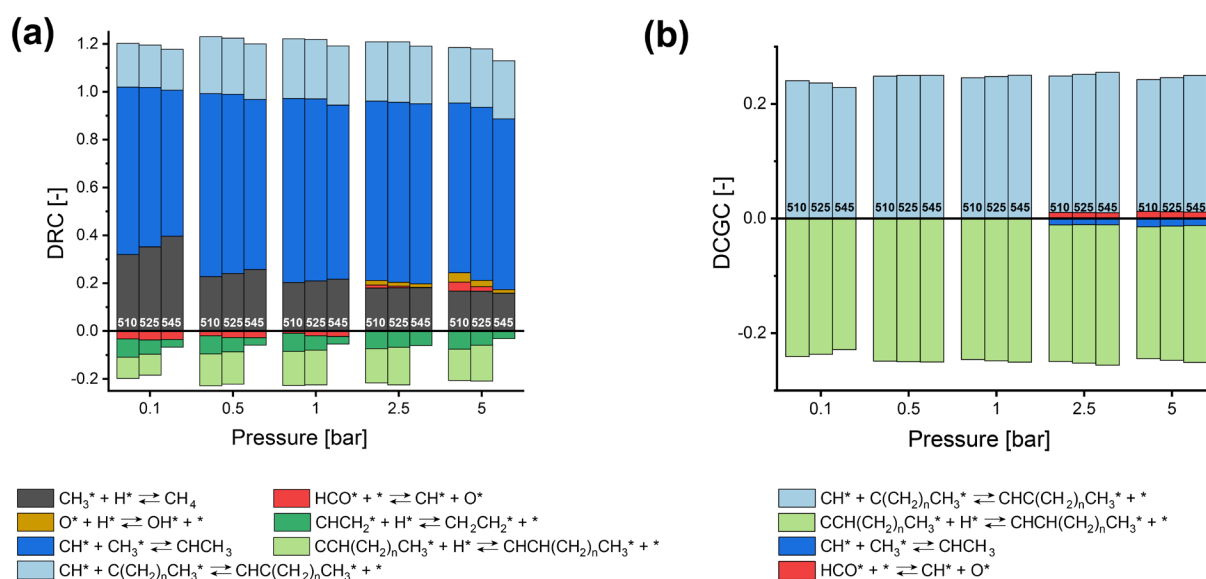 (a)
DRC [-]
1.2
1.0
0.8
0.6
0.4
0.2
0.0
-0.2
510 525 545 510 525 545 510 525 545 510 525 545 510 525 545
0.1 0.5 1 2.5 5
Pressure [bar]
CH₃* + H* ⇄ CH₄
O* + H* ⇄ OH* + *
CH* + CH₃* ⇄ CHCH₃
CH* + C(CH₂)ₙCH₃* ⇄ CHC(CH₂)ₙCH₃* + *
HCO* + * ⇄ CH* + O*
CHCH₂* + H* ⇄ CH₂CH₂* + *
CCH(CH₂)ₙCH₃* + H* ⇄ CHCH(CH₂)ₙCH₃* + *
(b)
DCGC [-]
0.2
0.0
-0.2
510 525 545 510 525 545 510 525 545 510 525 545 510 525 545
0.1 0.5 1 2.5 5
Pressure [bar]
CH* + C(CH₂)ₙCH₃* ⇄ CHC(CH₂)ₙCH₃* + *
CCH(CH₂)ₙCH₃* + H* ⇄ CHCH(CH₂)ₙCH₃* + *
CH* + CH₃* ⇄ CHCH₃
HCO* + * ⇄ CH* + O*